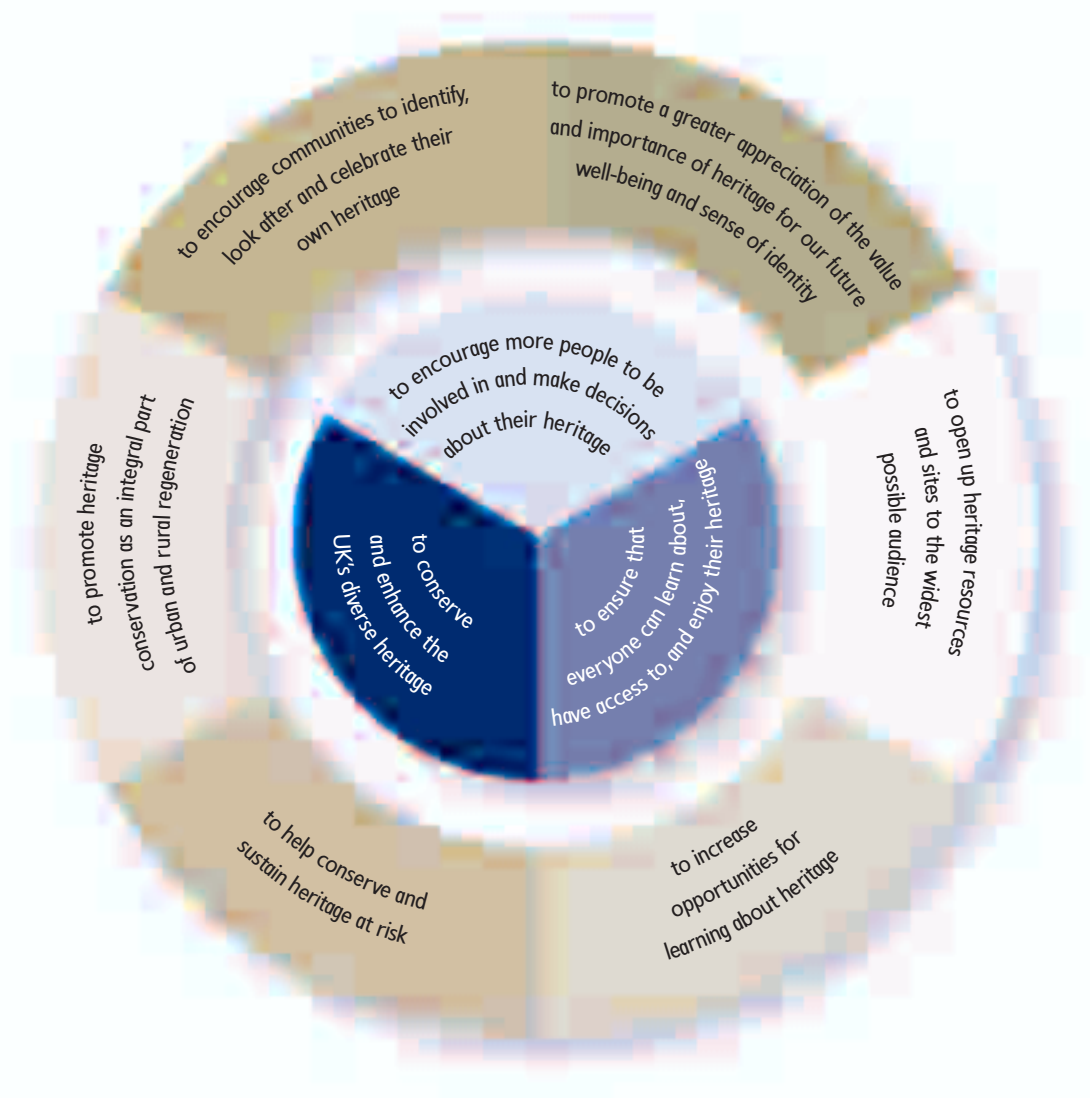 to encourage communities to identify,
look after and celebrate their
own heritage
to promote a greater appreciation of the value
and importance of heritage for our future
well-being and sense of identity
to open up heritage resources
and sites to the widest
possible audience
to increase
opportunities for
learning about heritage
to help conserve and
sustain heritage at risk
to promote heritage
conservation as an integral part
of urban and rural regeneration
to encourage more people to be
involved in and make decisions
about their heritage
to ensure that
everyone can learn about,
have access to, and enjoy their heritage
to conserve
and enhance the
UK's diverse heritage